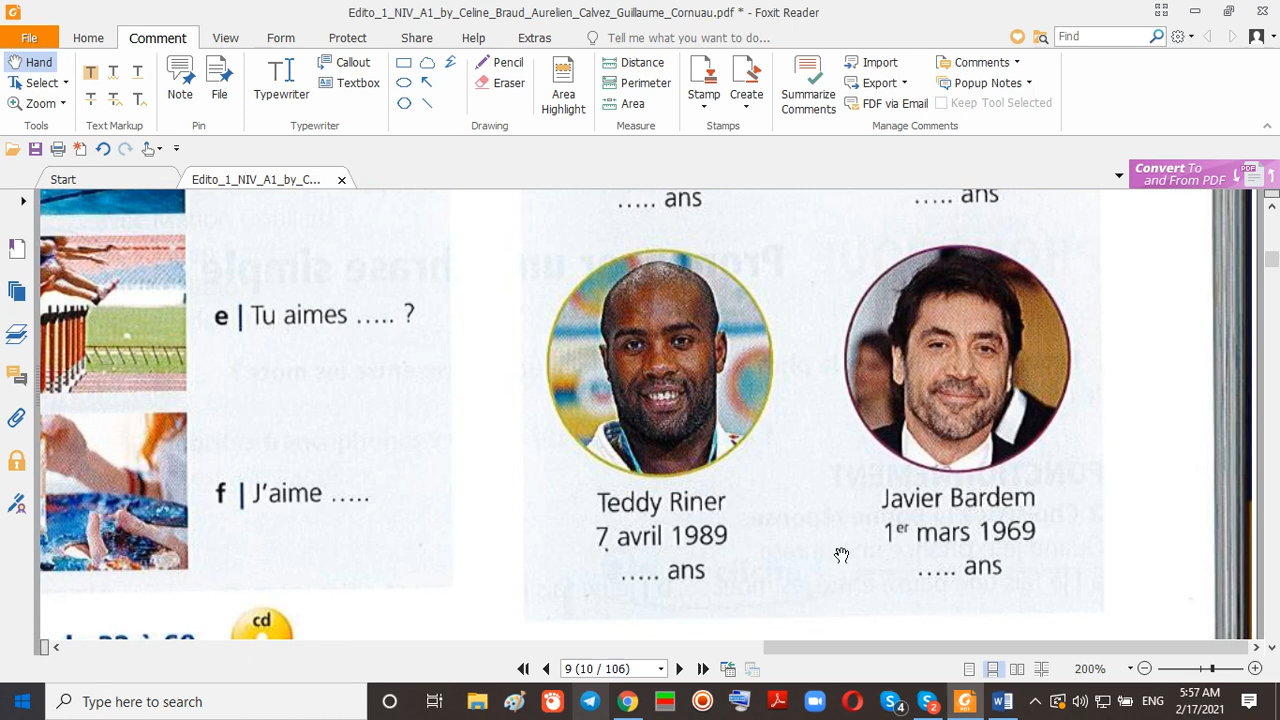 Edito_1_NIV_A1_by_Celine_Braud_Aurelien_Calvez_Guillaume_Cornuau.pdf * - Foxit Reader
File Home Comment View Form Protect Share Help Extras Tell me what you want to do... Find
Hand
Select
Zoom
Tools
Text Markup
Note
File
Pin
Typewriter
Callout
Textbox
Typewriter
Pencil
Eraser
Drawing
Area Highlight
Distance
Perimeter
Area
Measure
Stamp
Create
Stamps
Summarize Comments
Import
Export
FDF via Email
Comments
Popup Notes
Keep Tool Selected
Manage Comments
Start
Edito_1_NIV_A1_by_C...
Convert To
and From PDF
PDF
..... ans
..... ans
e | Tu aimes ..... ?
f | J'aime .....
Teddy Riner
7 avril 1989
..... ans
Javier Bardem
1er mars 1969
..... ans
cd
9 (10 / 106)
200%
Type here to search
4
2
ENG
5:57 AM
2/17/2021